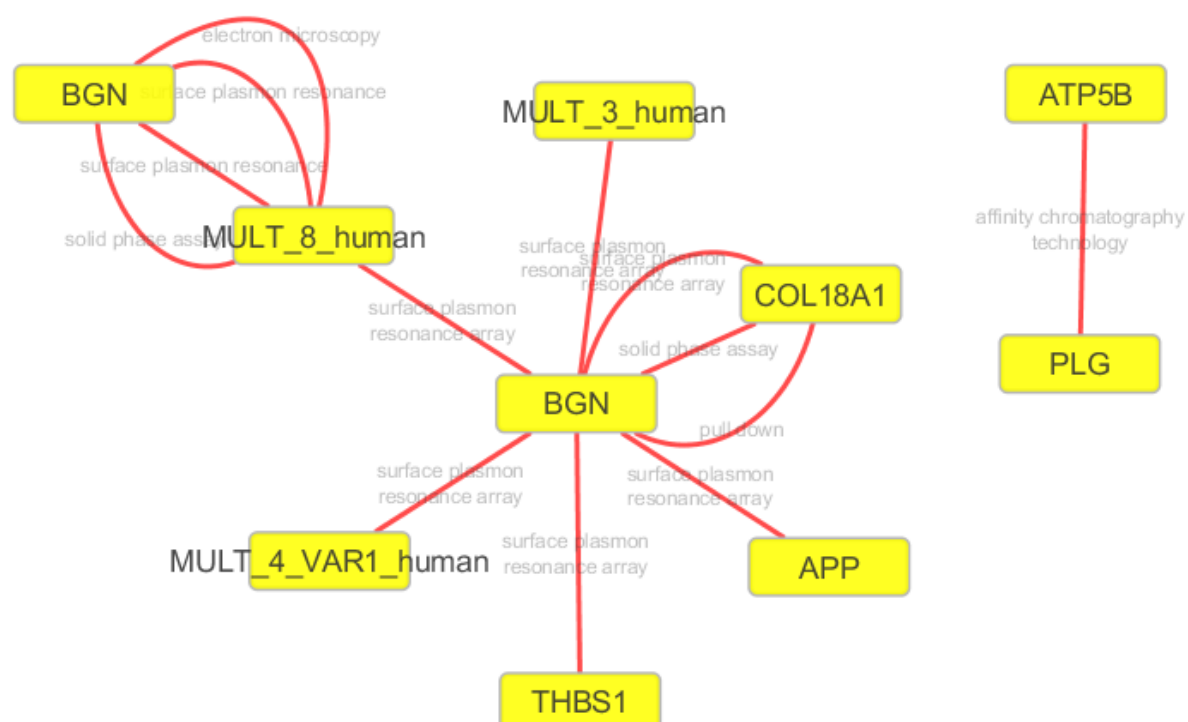 electron microscopy
BGN
surface plasmon resonance
ATP5B
MULT_3_human
surface plasmon resonance
affinity chromatography
technology
solid phase assay
MULT_8_human
surface plasmon
resonance array
surface plasmon
resonance array
COL18A1
surface plasmon
resonance array
solid phase assay
PLG
BGN
pull down
surface plasmon
resonance array
surface plasmon
resonance array
surface plasmon
resonance array
MULT_4_VAR1_human
APP
THBS1